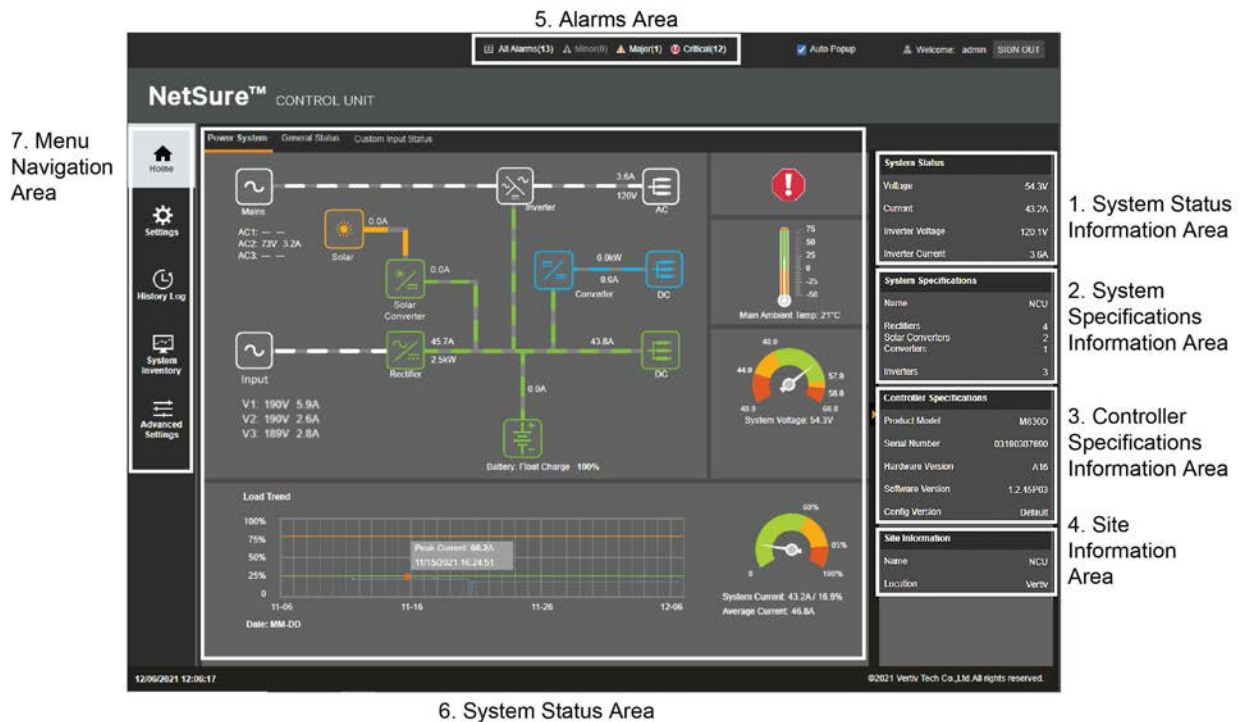 5. Alarms Area
All Alarms(13) Minor(0) Major(1) Critical(12)
Auto Popup
Welcome: admin SIGN OUT
NetSure™ CONTROL UNIT
7. Menu
Navigation
Area
Home
Settings
History Log
System
Inventory
Advanced
Settings
Power System General Status Custom Input Status
Mains
AC1: — —
AC2: 73V 3.2A
AC3: — —
Inverter
3.6A
120V
AC
0.0A
Solar
0.0A
Solar
Converter
0.0kW
0.0A
Converter
DC
Input
V1: 190V 5.9A
V2: 190V 2.6A
V3: 189V 2.8A
45.7A
2.5kW
Rectifier
43.8A
DC
0.0A
Battery: Float Charge 100%
75
50
25
0
-25
-50
Main Ambient Temp: 21°C
48.0
44.0
57.0
58.0
40.0
60.0
System Voltage: 54.3V
Load Trend
100%
75%
50%
25%
0
Peak Current: 60.2A
11/15/2021 16:24:51
11-06 11-16 11-26 12-06
Date: MM-DD
60%
85%
0
100%
System Current: 43.2A / 16.6%
Average Current: 46.8A
System Status
Voltage 54.3V
Current 43.2A
Inverter Voltage 120.1V
Inverter Current 3.6A
System Specifications
Name NCU
Rectifiers 4
Solar Converters 2
Converters 1
Inverters 3
Controller Specifications
Product Model M830D
Serial Number 03190307690
Hardware Version A16
Software Version 1.2.45P03
Config Version Default
Site Information
Name NCU
Location Vertiv
1. System Status
Information Area
2. System
Specifications
Information Area
3. Controller
Specifications
Information Area
4. Site
Information
Area
12/06/2021 12:06:17
©2021 Vertiv Tech Co.,Ltd.All rights reserved.
6. System Status Area